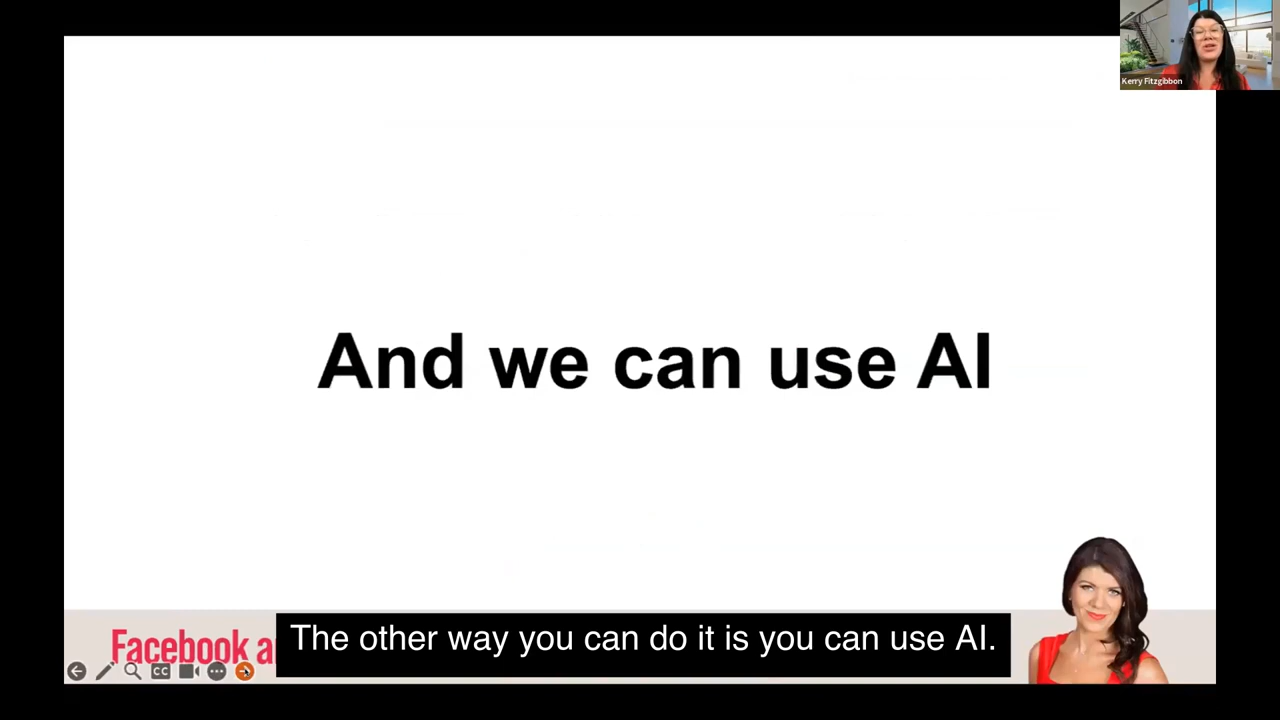 Kerry Fitzgibbon
And we can use AI
Facebook
The other way you can do it is you can use AI.
CC